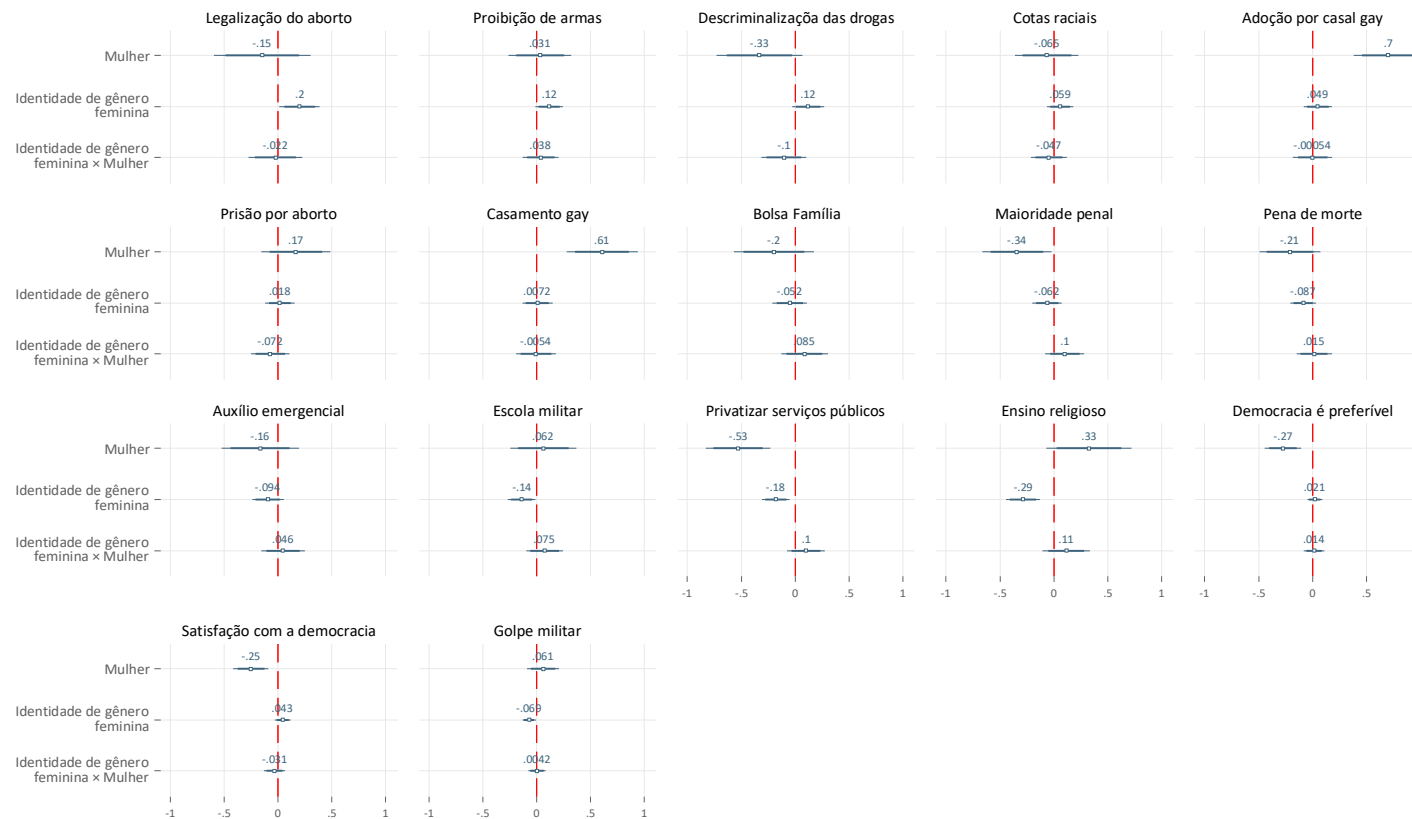 Legalização do aborto
Proibição de armas
Descriminalização das drogas
Cotas raciais
Adoção por casal gay
Mulher
-.15
.031
-.33
-.065
.7
Identidade de gênero
feminina
.2
.12
.12
.059
.049
Identidade de gênero
feminina × Mulher
-.022
.038
-.1
-.047
-.00054
Prisão por aborto
Casamento gay
Bolsa Família
Maioridade penal
Pena de morte
Mulher
.17
.61
-.2
-.34
-.21
Identidade de gênero
feminina
.018
.0072
-.052
-.062
-.087
Identidade de gênero
feminina × Mulher
-.072
-.0054
.085
.1
.015
Auxílio emergencial
Escola militar
Privatizar serviços públicos
Ensino religioso
Democracia é preferível
Mulher
-.16
.062
-.53
.33
-.27
Identidade de gênero
feminina
-.094
-.14
-.18
-.29
.021
Identidade de gênero
feminina × Mulher
.046
.075
.1
.11
.014
-1 -.5 0 .5 1
-1 -.5 0 .5 1
-1 -.5 0 .5
Satisfação com a democracia
Golpe militar
Mulher
-.25
.061
Identidade de gênero
feminina
.043
-.069
Identidade de gênero
feminina × Mulher
-.031
.0042
-1 -.5 0 .5 1
-1 -.5 0 .5 1